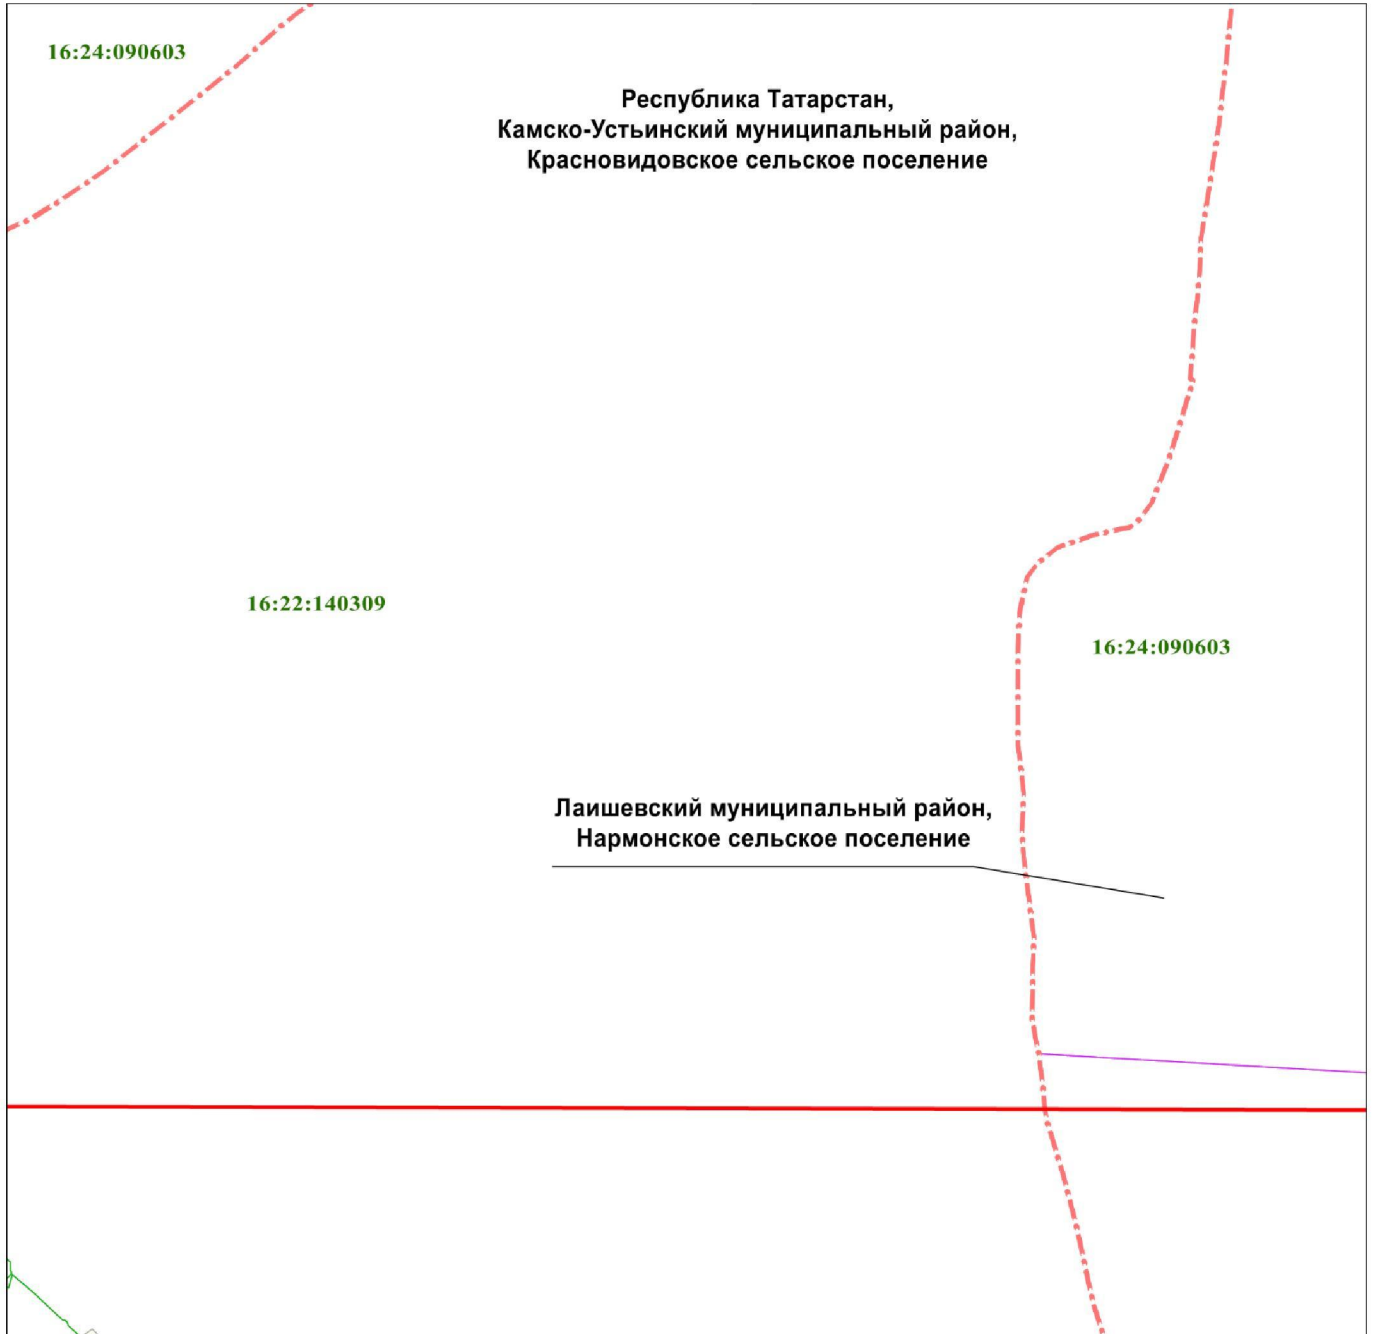 16:24:090603
Республика Татарстан,
Камско-Устьинский муниципальный район,
Красновидовское сельское поселение
16:22:140309
16:24:090603
Лаишевский муниципальный район,
Нармонское сельское поселение